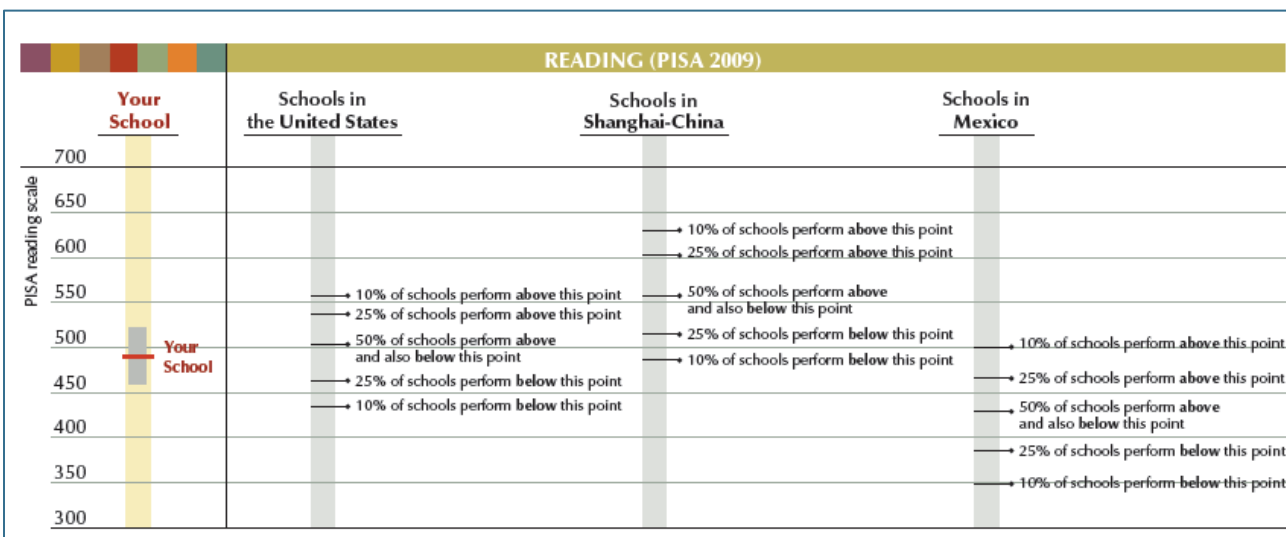 READING (PISA 2009)
Your
School
Schools in
the United States
Schools in
Shanghai-China
Schools in
Mexico
PISA reading scale
700
650
600
550
500
450
400
350
300
Your
School
10% of schools perform above this point
25% of schools perform above this point
50% of schools perform above
and also below this point
25% of schools perform below this point
10% of schools perform below this point
10% of schools perform above this point
25% of schools perform above this point
50% of schools perform above
and also below this point
25% of schools perform below this point
10% of schools perform below this point
10% of schools perform above this point
25% of schools perform above this point
50% of schools perform above
and also below this point
25% of schools perform below this point
10% of schools perform below this point